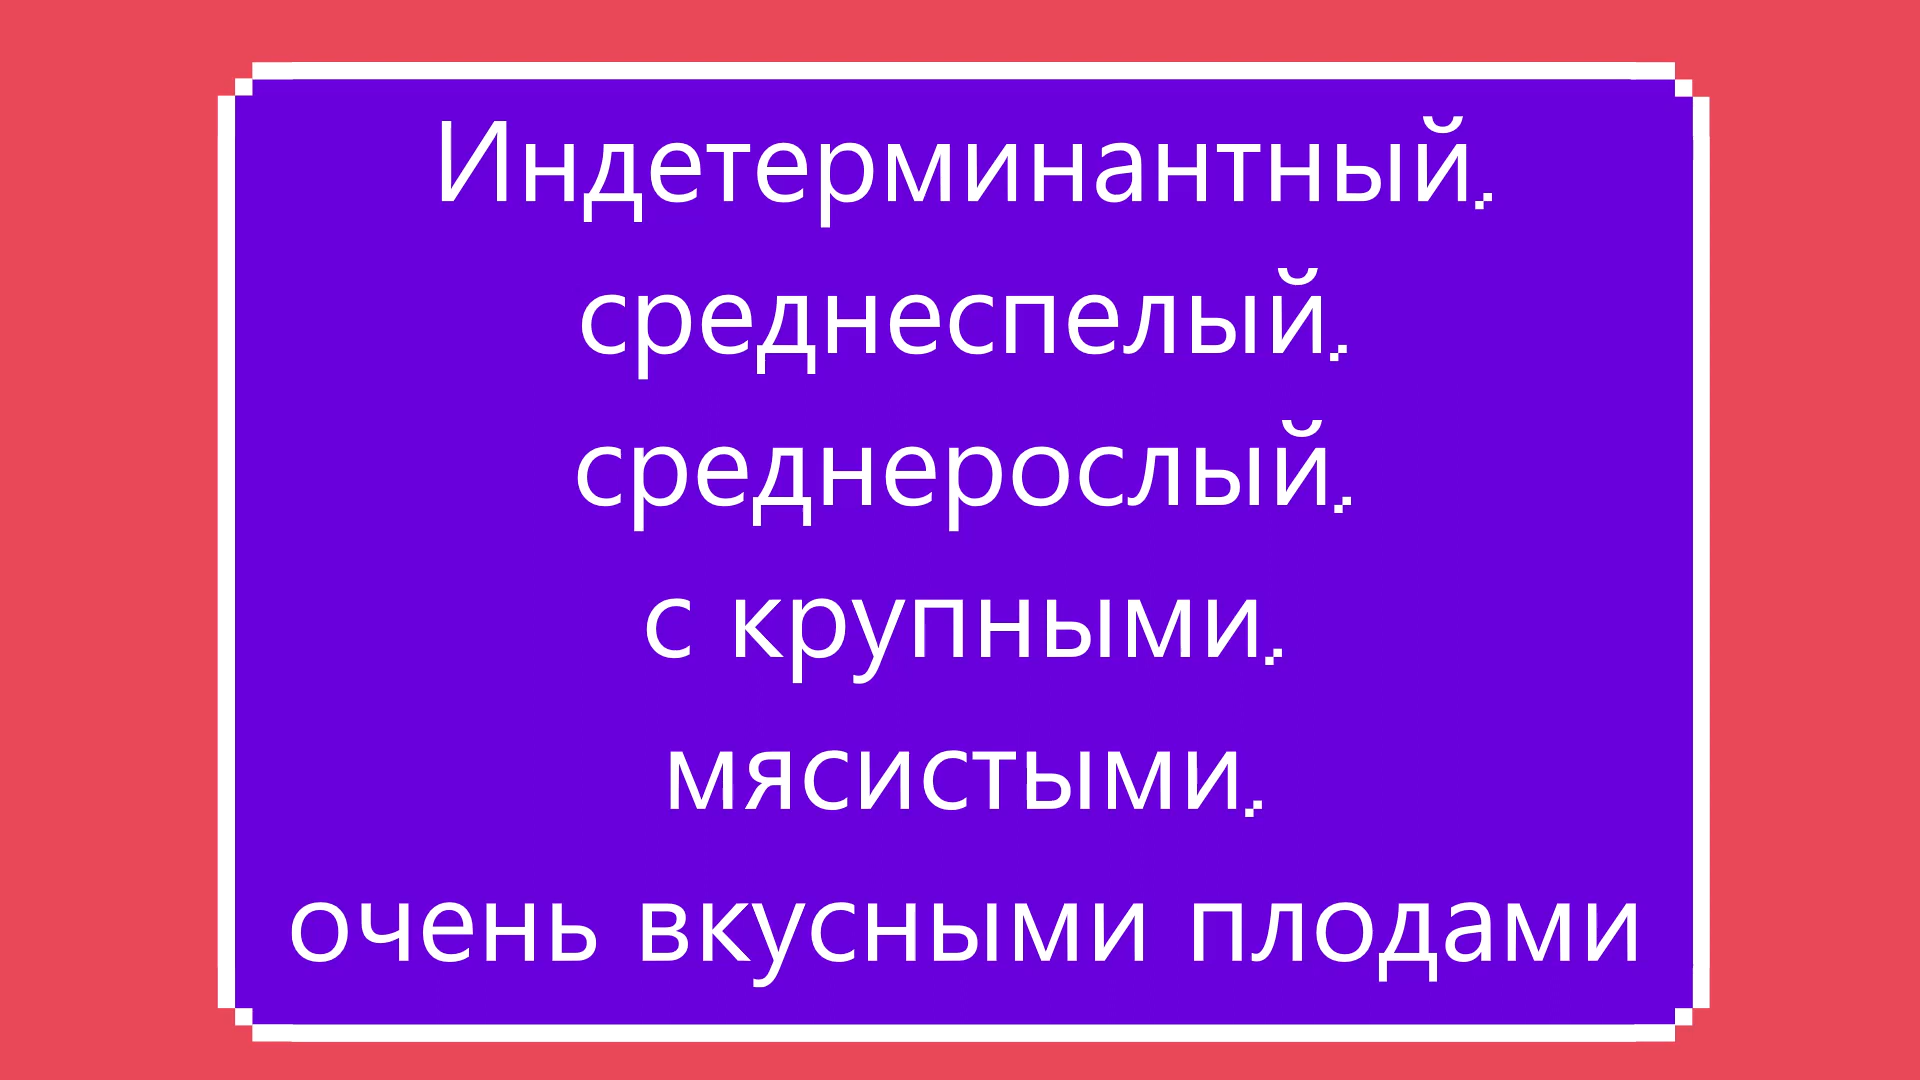 Индетерминантный,
среднеспелый,
среднерослый,
с крупными,
мясистыми,
очень вкусными плодами